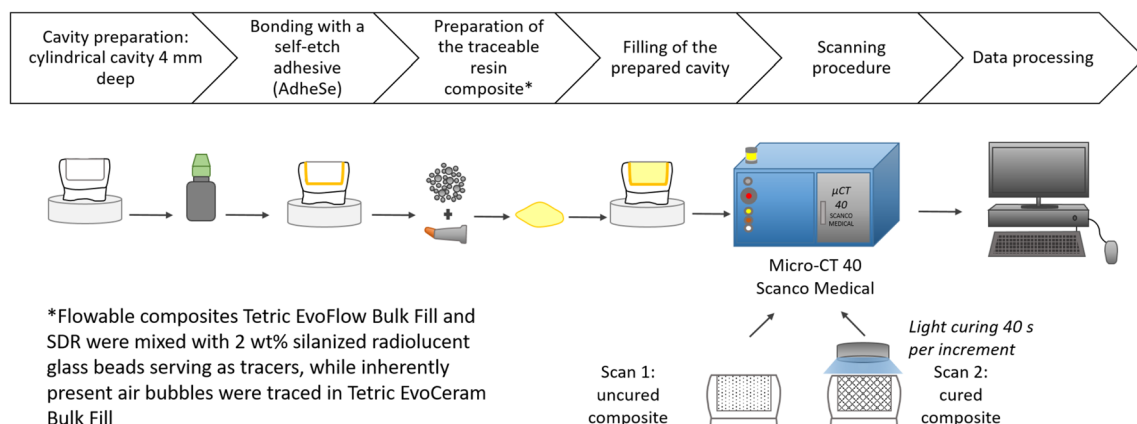 Cavity preparation:
cylindrical cavity 4 mm
deep
Bonding with a
self-etch
adhesive
(AdheSe)
Preparation of
the traceable
resin
composite*
Filling of the
prepared cavity
Scanning
procedure
Data processing
+
µCT
40
SCANCO
MEDICAL
Micro-CT 40
Scanco Medical
*Flowable composites Tetric EvoFlow Bulk Fill and
SDR were mixed with 2 wt% silanized radiolucent
glass beads serving as tracers, while inherently
present air bubbles were traced in Tetric EvoCeram
Bulk Fill
Scan 1:
uncured
composite
Light curing 40 s
per increment
Scan 2:
cured
composite